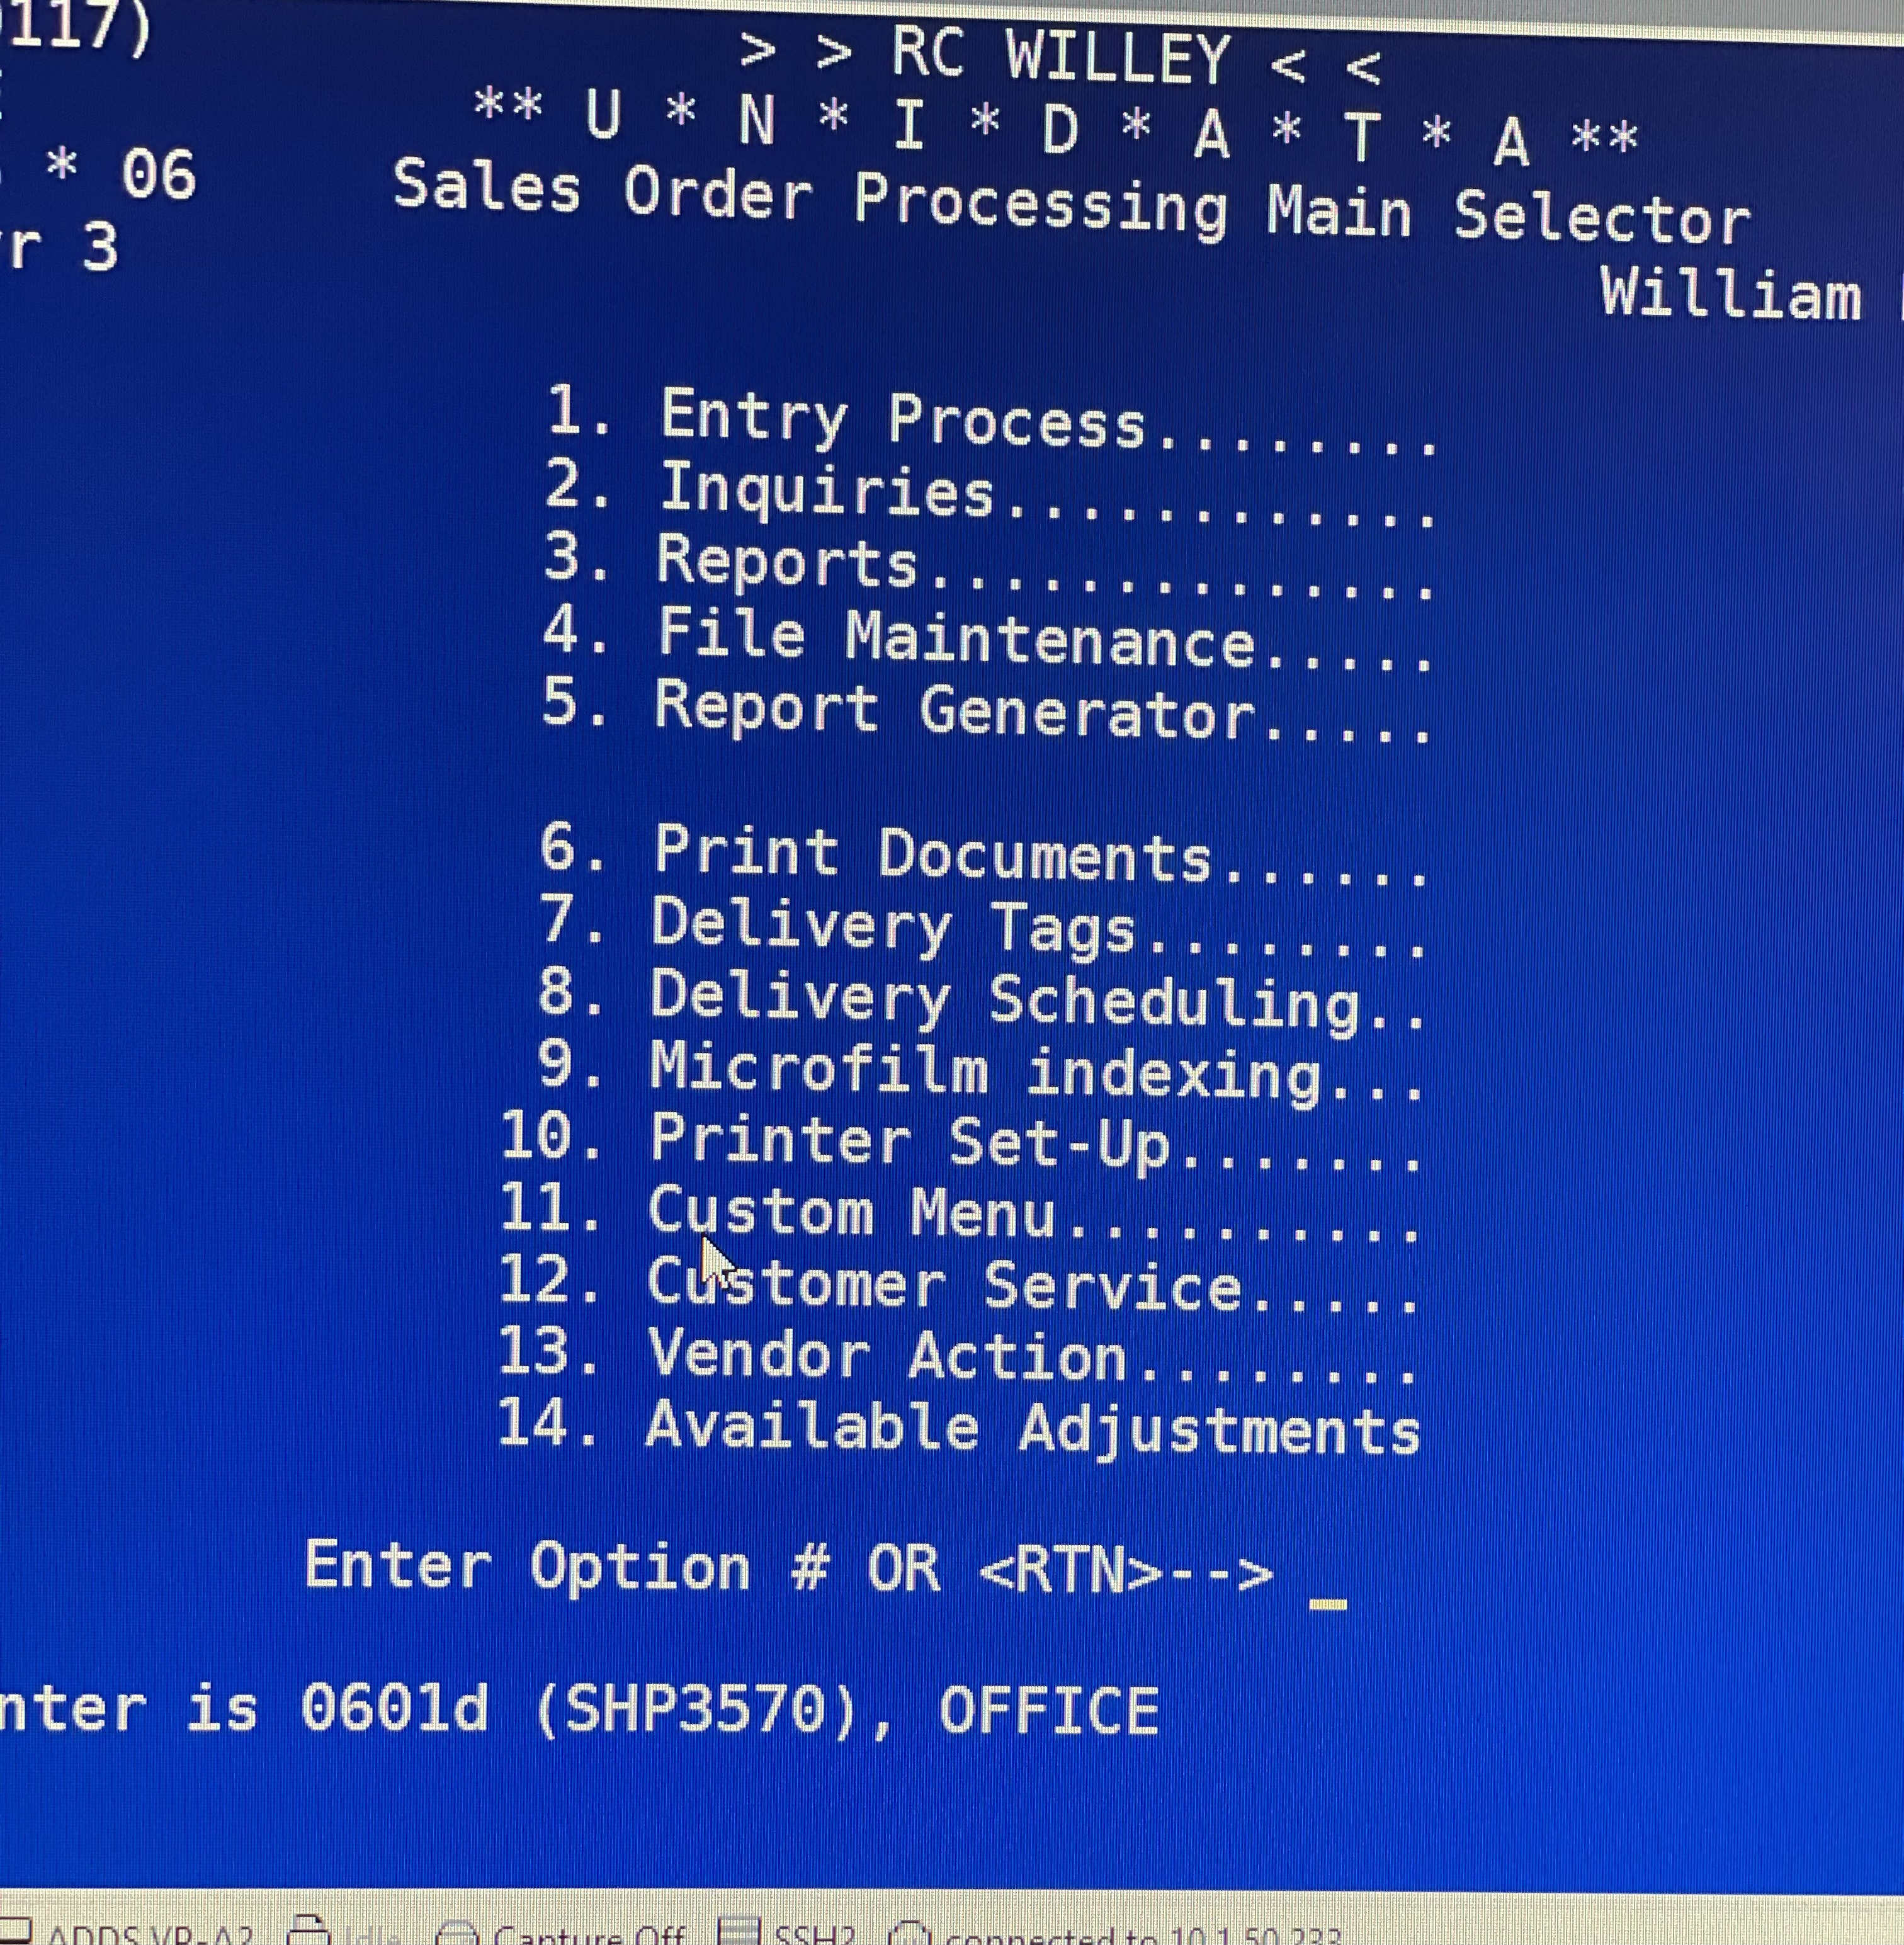 117)
> > RC WILLEY < <
** U * N * I * D * A * T * A **
* 06
Sales Order Processing Main Selector
r 3
William
1. Entry Process........
2. Inquiries............
3. Reports..............
4. File Maintenance.....
5. Report Generator.....
6. Print Documents......
7. Delivery Tags........
8. Delivery Scheduling..
9. Microfilm indexing...
10. Printer Set-Up.......
11. Custom Menu..........
12. Customer Service.....
13. Vendor Action........
14. Available Adjustments
Enter Option # OR <RTN>--> _
nter is 0601d (SHP3570), OFFICE
ADDS VP-A2 Idle Capture Off SSH2 connected to 10.1.50.233